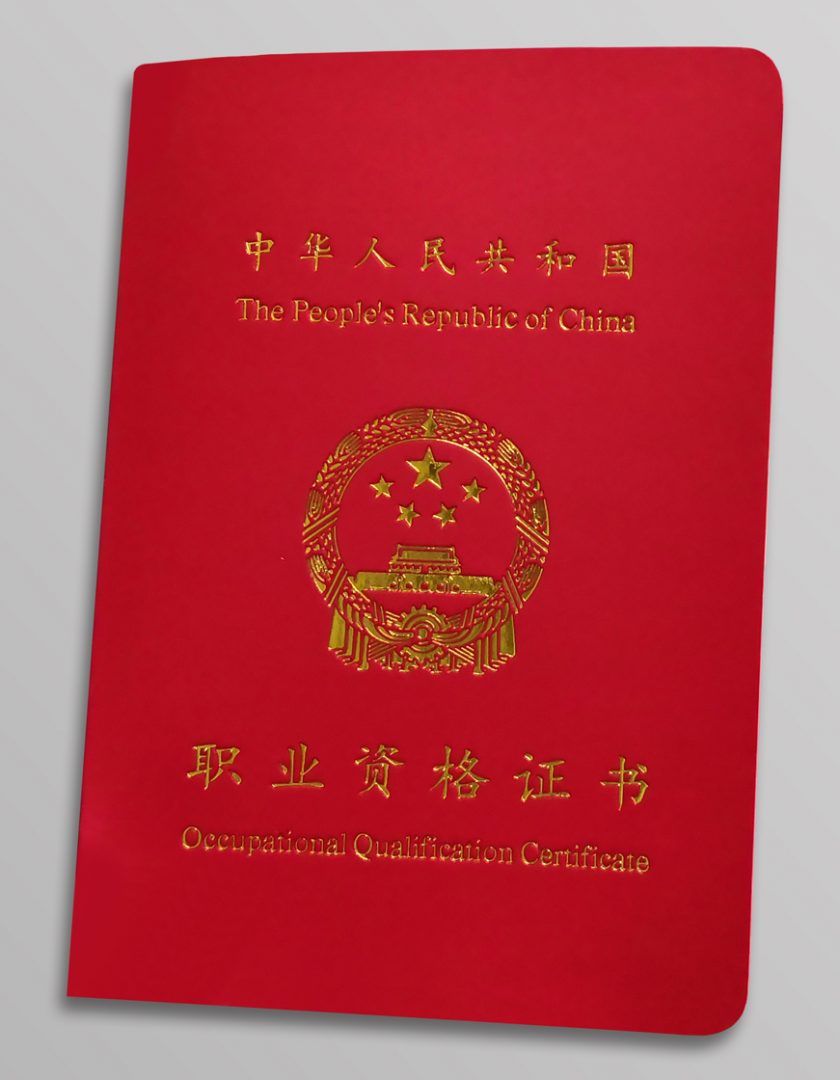 中华人民共和国
The People's Republic of China
职业资格证书
Occupational Qualification Certificate